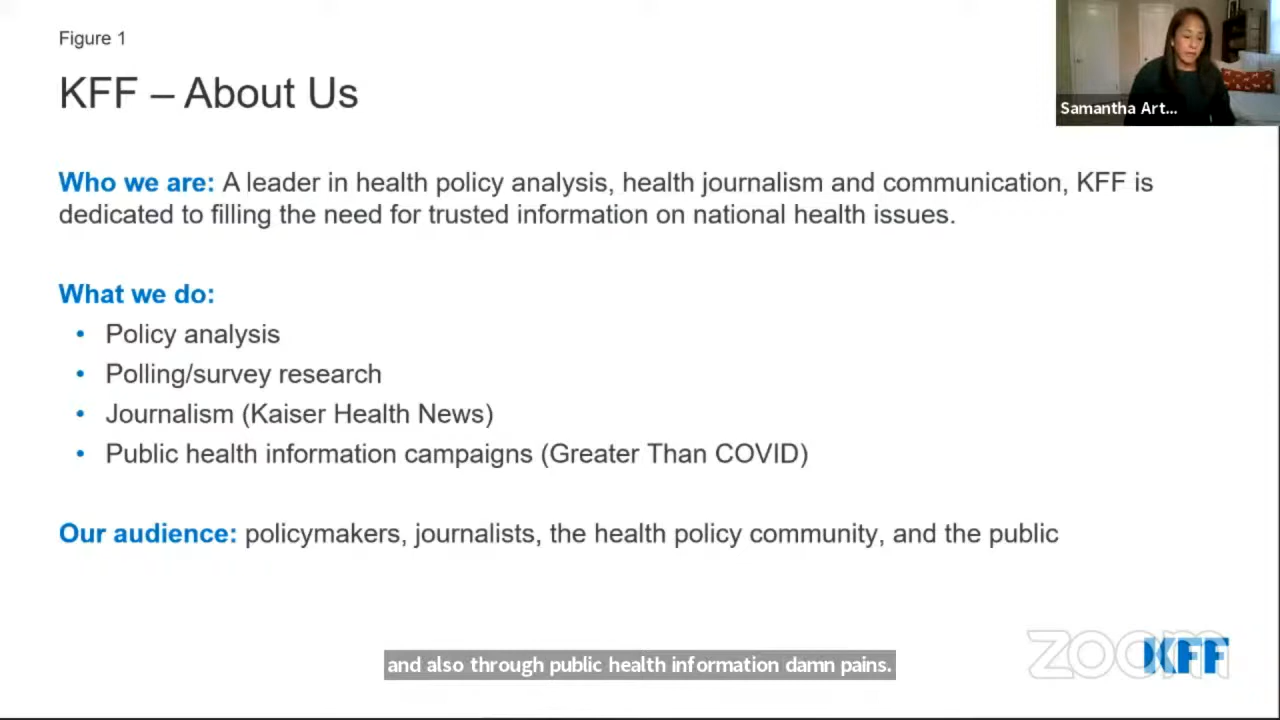 Figure 1
KFF – About Us
Samantha Art...
Who we are: A leader in health policy analysis, health journalism and communication, KFF is
dedicated to filling the need for trusted information on national health issues.
What we do:
• Policy analysis
• Polling/survey research
• Journalism (Kaiser Health News)
• Public health information campaigns (Greater Than COVID)
Our audience: policymakers, journalists, the health policy community, and the public
and also through public health information damn pains.
zoom
KFF